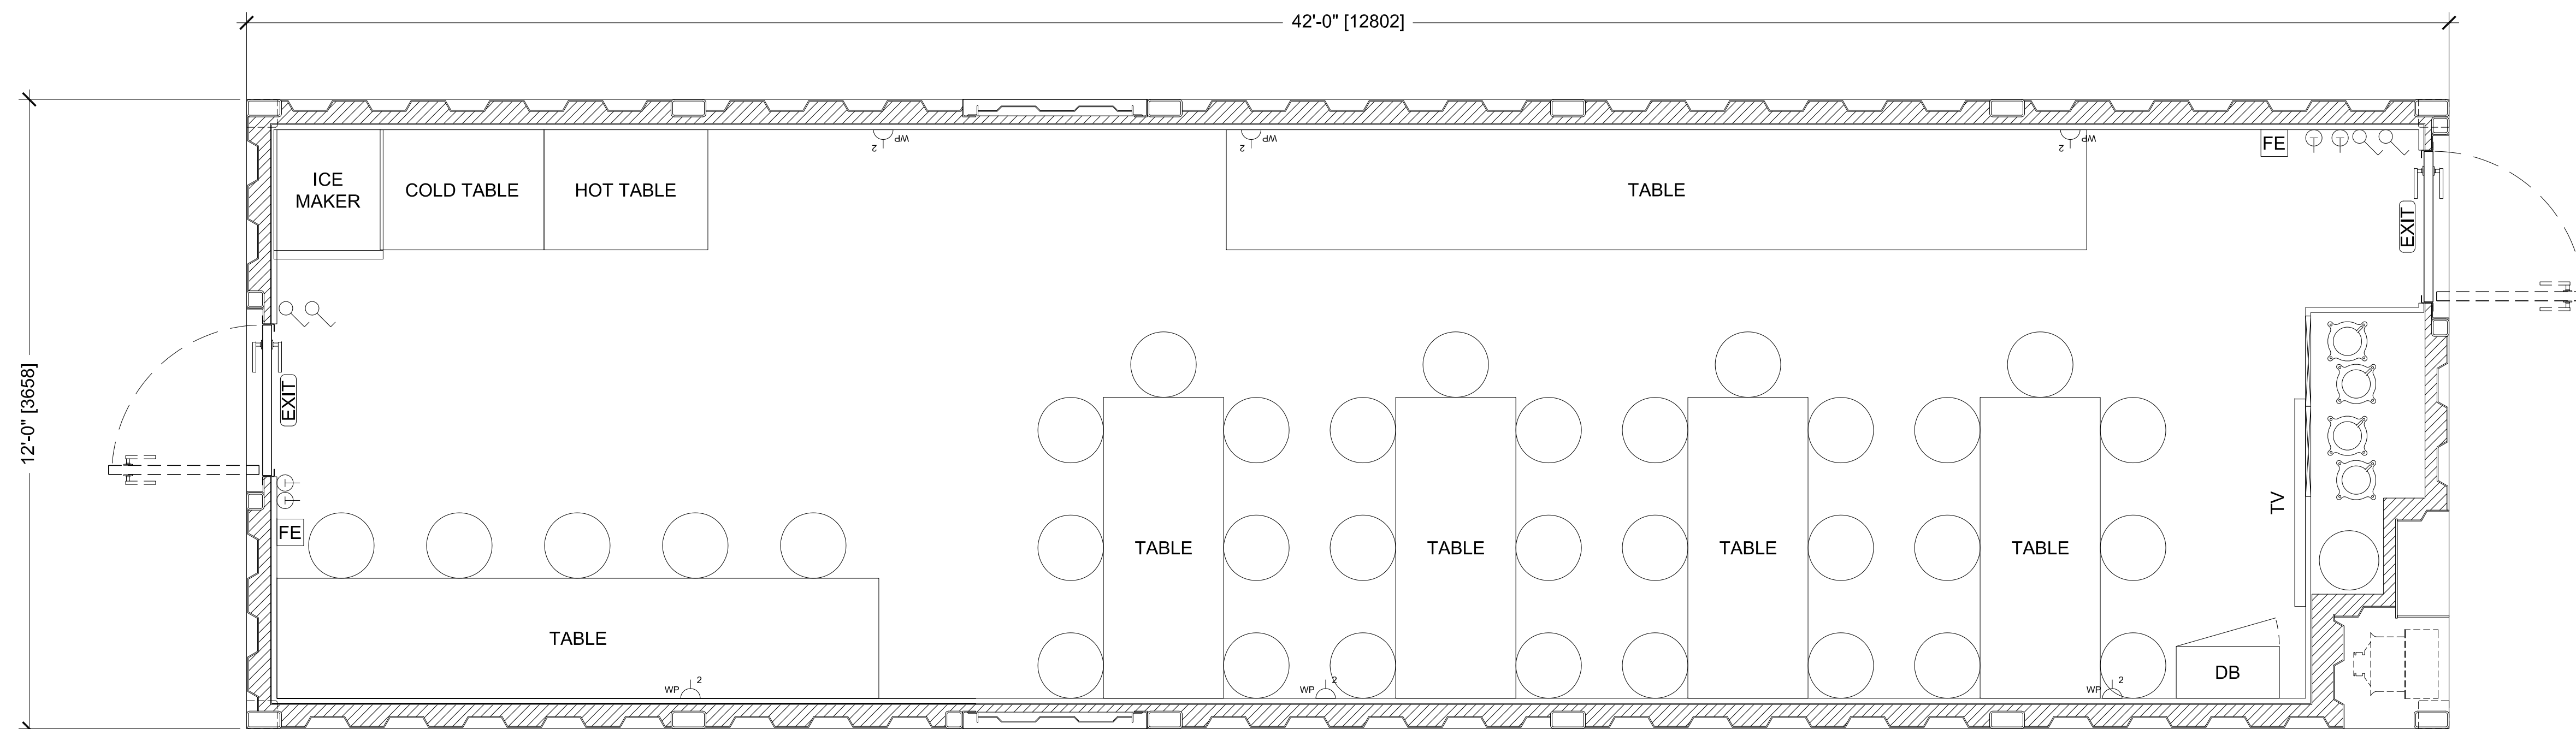 42'-0" [12802]
12'-0" [3658]
ICE
MAKER
COLD TABLE
HOT TABLE
2 WP
2 WP
TABLE
2 WP
FE
EXIT
EXIT
FE
TABLE
TABLE
TABLE
TABLE
TV
TABLE
DB
WP 2
WP 2
WP 2